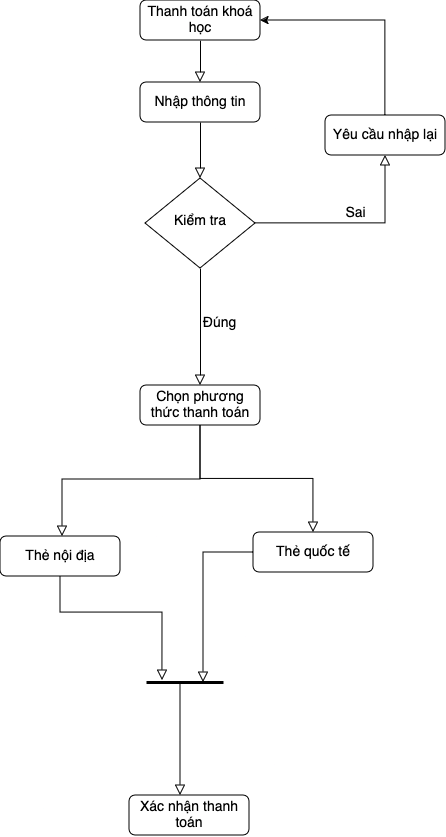 Thanh toán khoá
học
Nhập thông tin
Yêu cầu nhập lại
Kiểm tra
Sai
Đúng
Chọn phương
thức thanh toán
Thẻ nội địa
Thẻ quốc tế
Xác nhận thanh
toán